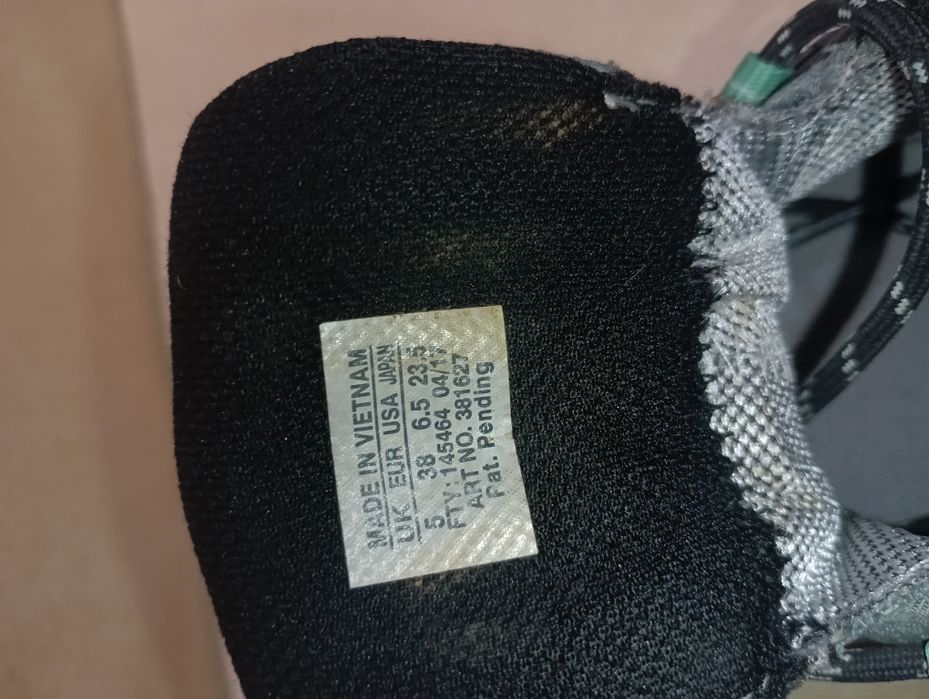 MADE IN VIETNAM
UK EUR USA JAPAN
5 38 6.5 23.5
FTY: 145464 04/17
ART NO. 381627
Pat. Pending